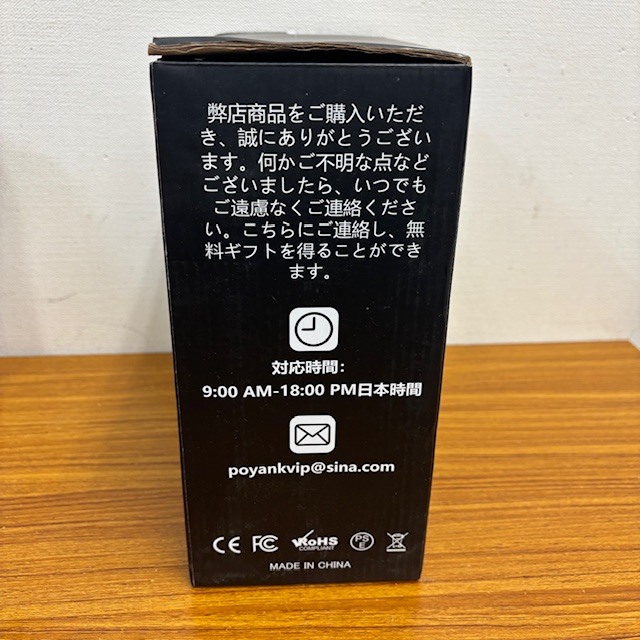 弊店商品をご購入いただ
き、誠にありがとうござい
ます。何かご不明な点など
ございましたら、いつでも
ご遠慮なくご連絡くださ
い。こちらにご連絡し、無
料ギフトを得ることができ
ます。
対応時間：
9:00 AM-18:00 PM日本時間
poyankvip@sina.com
CE FC RoHS PSE
COMPLIANT
MADE IN CHINA